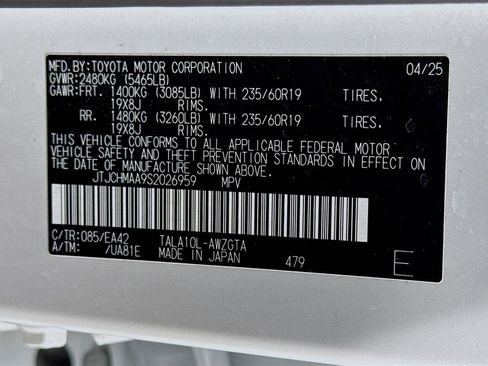 MFD.BY:TOYOTA MOTOR CORPORATION 04/25
GVWR:2480KG (5465LB)
GAWR:FRT. 1400KG (3085LB) WITH 235/60R19 TIRES.
19X8J RIMS.
RR. 1480KG (3260LB) WITH 235/60R19 TIRES.
19X8J RIMS.
THIS VEHICLE CONFORMS TO ALL APPLICABLE FEDERAL MOTOR
VEHICLE SAFETY AND THEFT PREVENTION STANDARDS IN EFFECT ON
THE DATE OF MANUFACTURE SHOWN ABOVE.
JTJCHMAA9S2026959 MPV
C/TR:085/EA42 TALA10L-AWZGTA
A/TM: /UA81E MADE IN JAPAN 479 E